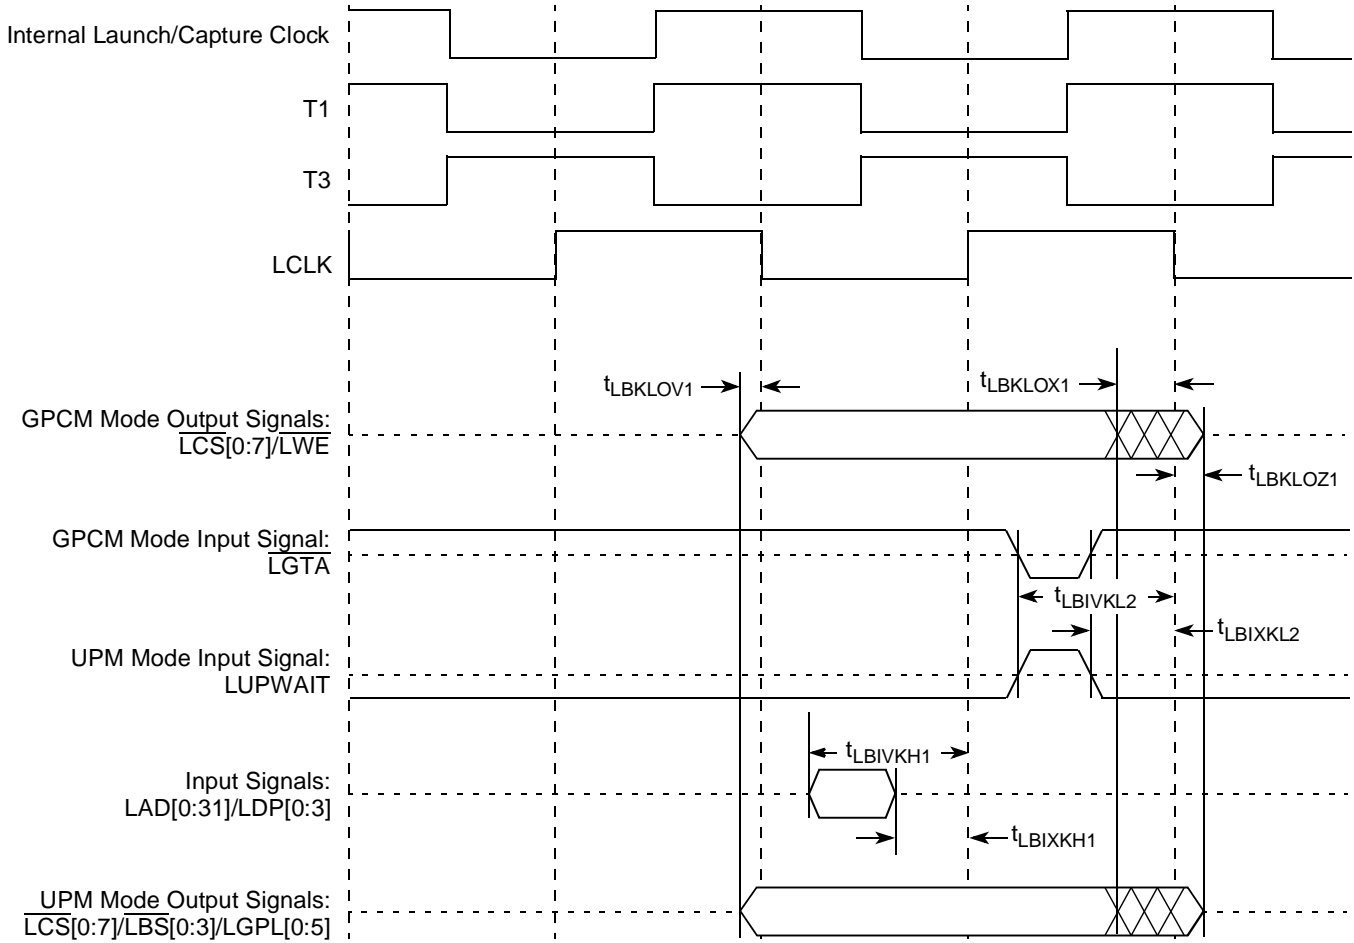 Internal Launch/Capture Clock
T1
T3
LCLK
tLBKLOV1
tLBKLOX1
GPCM Mode Output Signals:
LCS[0:7]/LWE
tLBKLOZ1
GPCM Mode Input Signal:
LGTA
tLBIVKL2
tLBIXKL2
UPM Mode Input Signal:
LUPWAIT
tLBIVKH1
Input Signals:
LAD[0:31]/LDP[0:3]
tLBIXKH1
UPM Mode Output Signals:
LCS[0:7]/LBS[0:3]/LGPL[0:5]